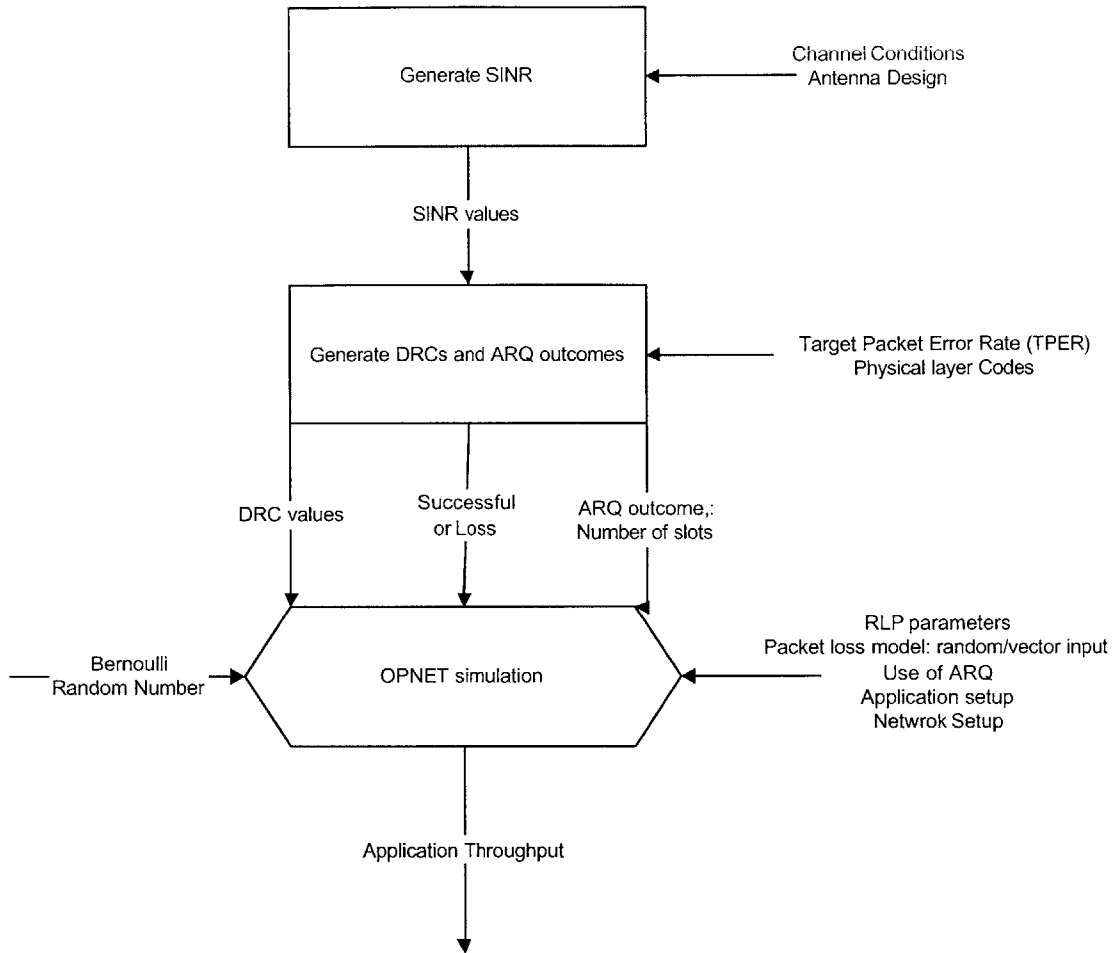 Generate SINR
Channel Conditions
Antenna Design
SINR values
Generate DRCs and ARQ outcomes
Target Packet Error Rate (TPER)
Physical layer Codes
DRC values
Successful
or Loss
ARQ outcome,:
Number of slots
Bernoulli
Random Number
OPNET simulation
RLP parameters
Packet loss model: random/vector input
Use of ARQ
Application setup
Netwrok Setup
Application Throughput